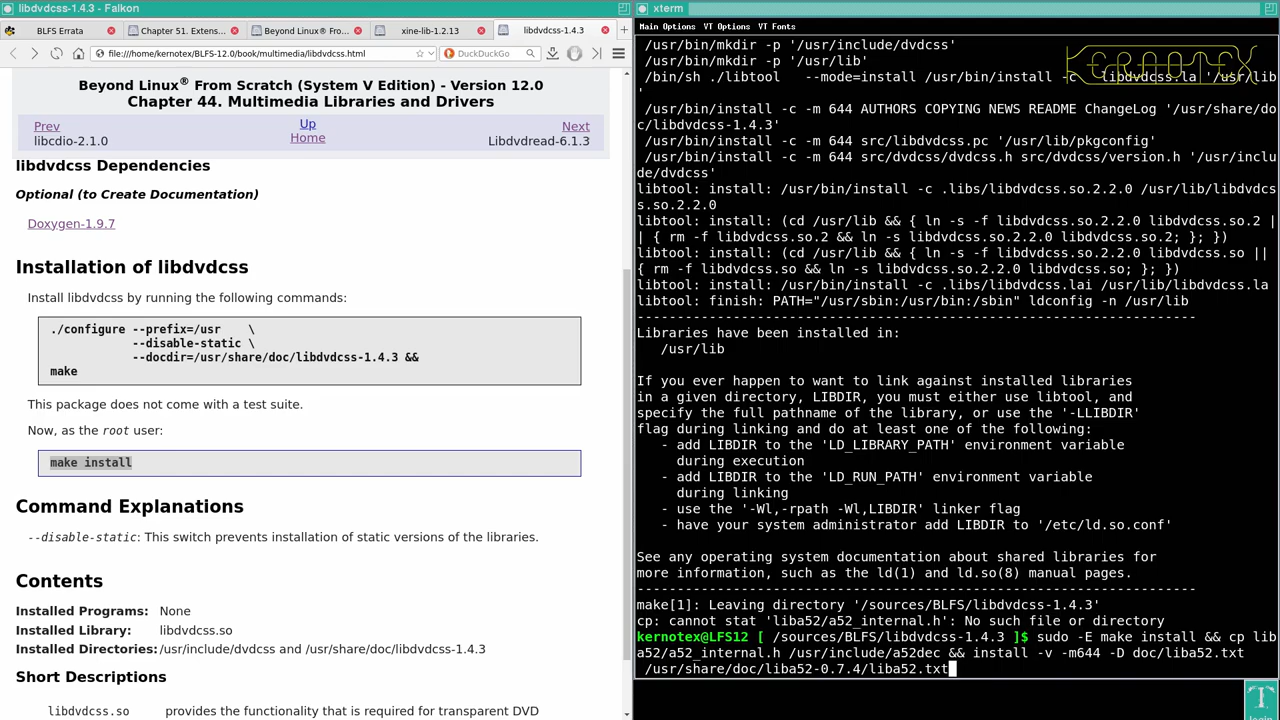 libdvdcss-1.4.3 - Falkon
BLFS Errata
Chapter 51. Exten...
Beyond Linux® From...
xine-lib-1.2.13
libdvdcss-1.4.3
file:///home/kernotex/BLFS-12.0/book/multimedia/libdvdcss.html
DuckDuckGo
Beyond Linux® From Scratch (System V Edition) - Version 12.0
Chapter 44. Multimedia Libraries and Drivers
Prev
Up
Next
libcdio-2.1.0
Home
Libdvdread-6.1.3
libdvdcss Dependencies
Optional (to Create Documentation)
Doxygen-1.9.7
Installation of libdvdcss
Install libdvdcss by running the following commands:
./configure --prefix=/usr    \
            --disable-static \
            --docdir=/usr/share/doc/libdvdcss-1.4.3 &&
make
This package does not come with a test suite.
Now, as the root user:
make install
Command Explanations
--disable-static: This switch prevents installation of static versions of the libraries.
Contents
Installed Programs: None
Installed Library: libdvdcss.so
Installed Directories: /usr/include/dvdcss and /usr/share/doc/libdvdcss-1.4.3
Short Descriptions
libdvdcss.so provides the functionality that is required for transparent DVD
xterm
Main Options VT Options VT Fonts
KERNOTEX
/usr/bin/mkdir -p '/usr/include/dvdcss'
/usr/bin/mkdir -p '/usr/lib'
/bin/sh ./libtool   --mode=install /usr/bin/install -c   libdvdcss.la '/usr/lib
'
/usr/bin/install -c -m 644 AUTHORS COPYING NEWS README ChangeLog '/usr/share/do
c/libdvdcss-1.4.3'
/usr/bin/install -c -m 644 src/libdvdcss.pc '/usr/lib/pkgconfig'
/usr/bin/install -c -m 644 src/dvdcss/dvdcss.h src/dvdcss/version.h '/usr/inclu
de/dvdcss'
libtool: install: /usr/bin/install -c .libs/libdvdcss.so.2.2.0 /usr/lib/libdvdcs
s.so.2.2.0
libtool: install: (cd /usr/lib && { ln -s -f libdvdcss.so.2.2.0 libdvdcss.so.2 |
| { rm -f libdvdcss.so.2 && ln -s libdvdcss.so.2.2.0 libdvdcss.so.2; }; })
libtool: install: (cd /usr/lib && { ln -s -f libdvdcss.so.2.2.0 libdvdcss.so ||
{ rm -f libdvdcss.so && ln -s libdvdcss.so.2.2.0 libdvdcss.so; }; })
libtool: install: /usr/bin/install -c .libs/libdvdcss.lai /usr/lib/libdvdcss.la
libtool: finish: PATH="/usr/sbin:/usr/bin:/sbin" ldconfig -n /usr/lib
----------------------------------------------------------------------
Libraries have been installed in:
   /usr/lib
If you ever happen to want to link against installed libraries
in a given directory, LIBDIR, you must either use libtool, and
specify the full pathname of the library, or use the '-LLIBDIR'
flag during linking and do at least one of the following:
   - add LIBDIR to the 'LD_LIBRARY_PATH' environment variable
     during execution
   - add LIBDIR to the 'LD_RUN_PATH' environment variable
     during linking
   - use the '-Wl,-rpath -Wl,LIBDIR' linker flag
   - have your system administrator add LIBDIR to '/etc/ld.so.conf'
See any operating system documentation about shared libraries for
more information, such as the ld(1) and ld.so(8) manual pages.
----------------------------------------------------------------------
make[1]: Leaving directory '/sources/BLFS/libdvdcss-1.4.3'
cp: cannot stat 'liba52/a52_internal.h': No such file or directory
kernotex@LFS12 [ /sources/BLFS/libdvdcss-1.4.3 ]$ sudo -E make install && cp lib
a52/a52_internal.h /usr/include/a52dec && install -v -m644 -D doc/liba52.txt
/usr/share/doc/liba52-0.7.4/liba52.txt